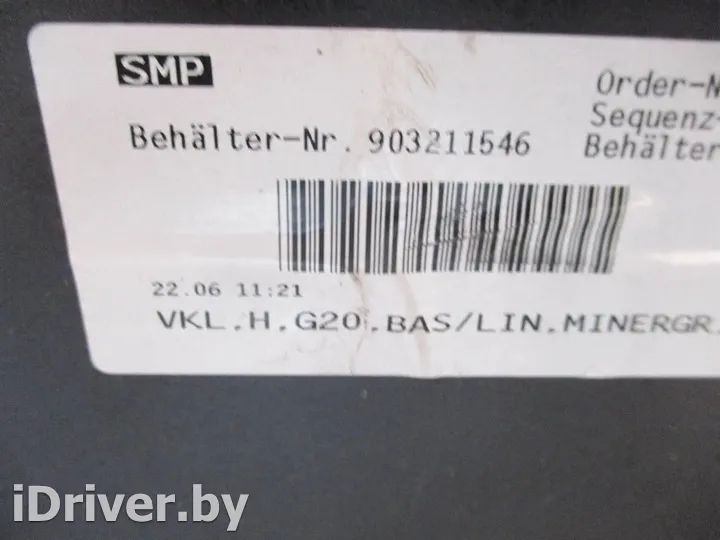 SMP
Order-N
Sequenz-
Behälter-Nr. 903211546
Behälter
22.06 11:21
VKL.H.G20.BAS/LIN.MINERGR.
iDriver.by